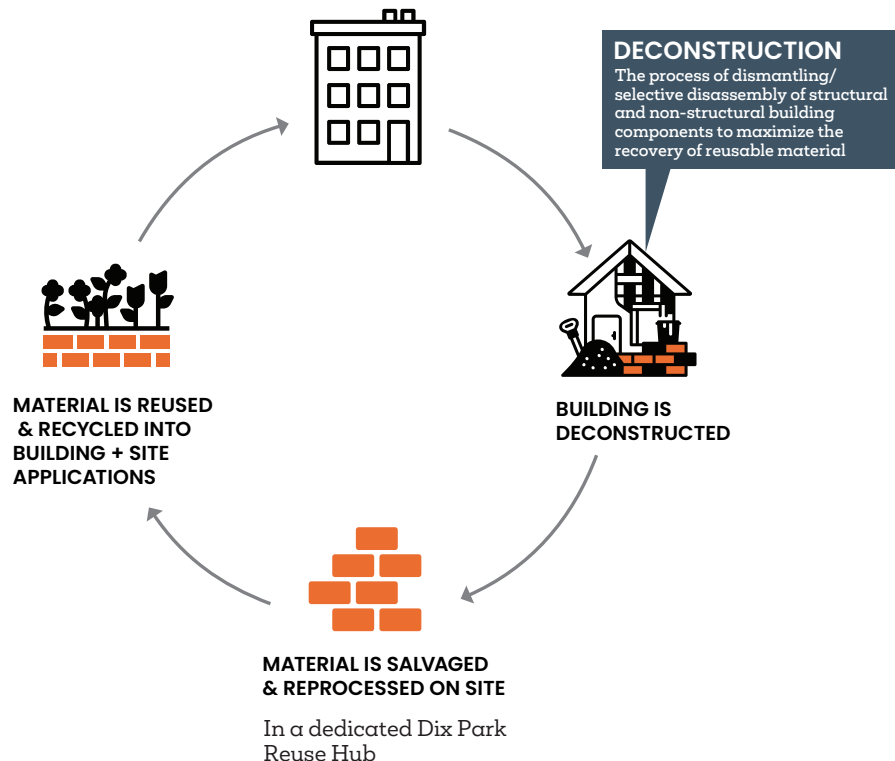 DECONSTRUCTION
The process of dismantling/
selective disassembly of structural
and non-structural building
components to maximize the
recovery of reusable material
BUILDING IS
DECONSTRUCTED
MATERIAL IS SALVAGED
& REPROCESSED ON SITE
In a dedicated Dix Park
Reuse Hub
MATERIAL IS REUSED
& RECYCLED INTO
BUILDING + SITE
APPLICATIONS